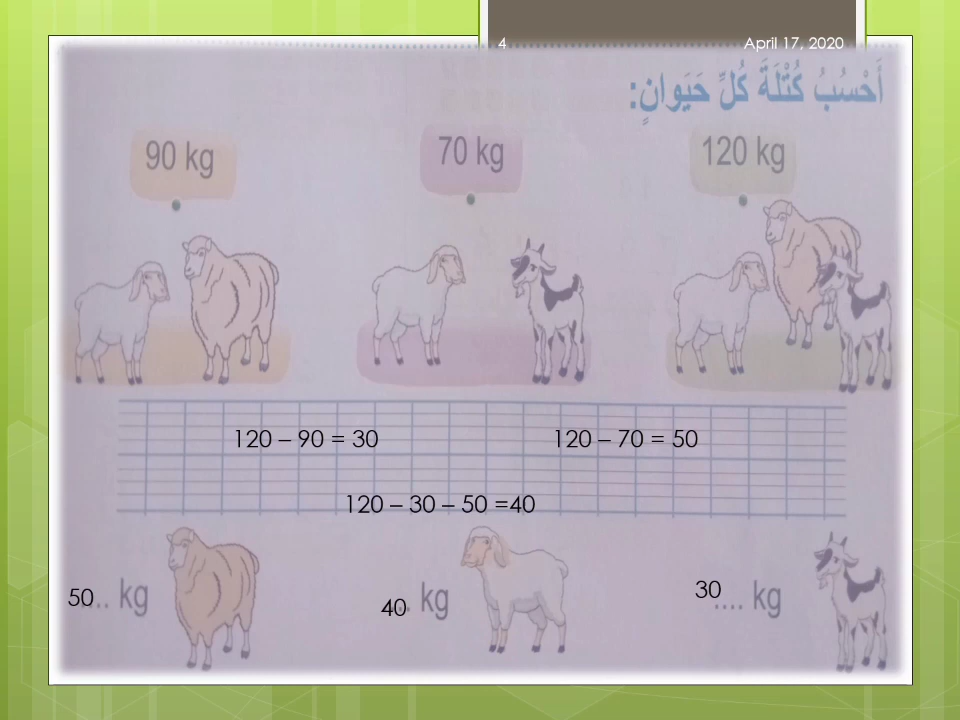 4
April 17, 2020
أَحْسُبُ كُتْلَةَ كُلِّ حَيَوانٍ:
90 kg
70 kg
120 kg
120 – 90 = 30
120 – 70 = 50
120 – 30 – 50 =40
50.... kg
40.... kg
30.... kg